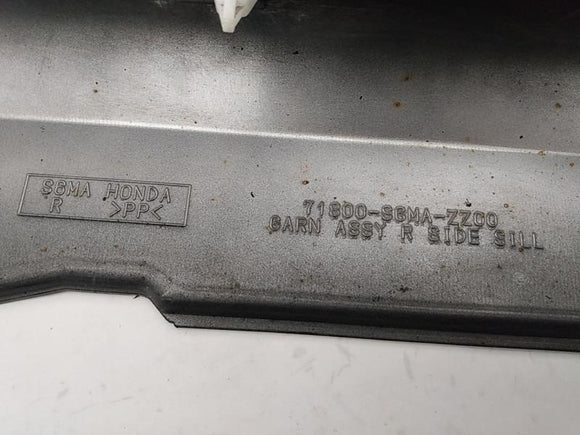 S6MA HONDA
R >PP<
71800-S6MA-ZZ00
GARN ASSY R SIDE SILL